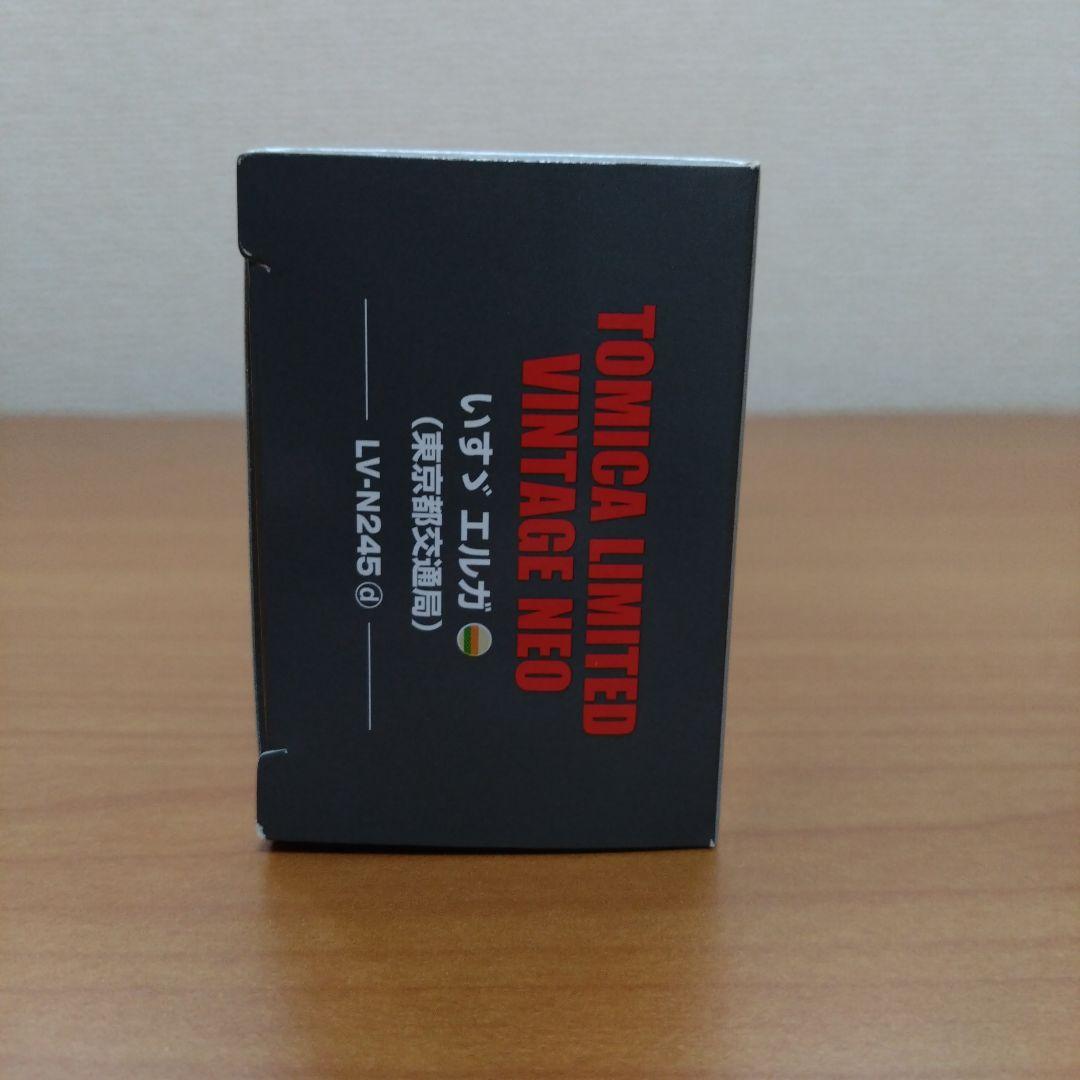 TOMICA LIMITED
VINTAGE NEO
いすゞ エルガ
(東京都交通局)
LV-N245 ⓓ